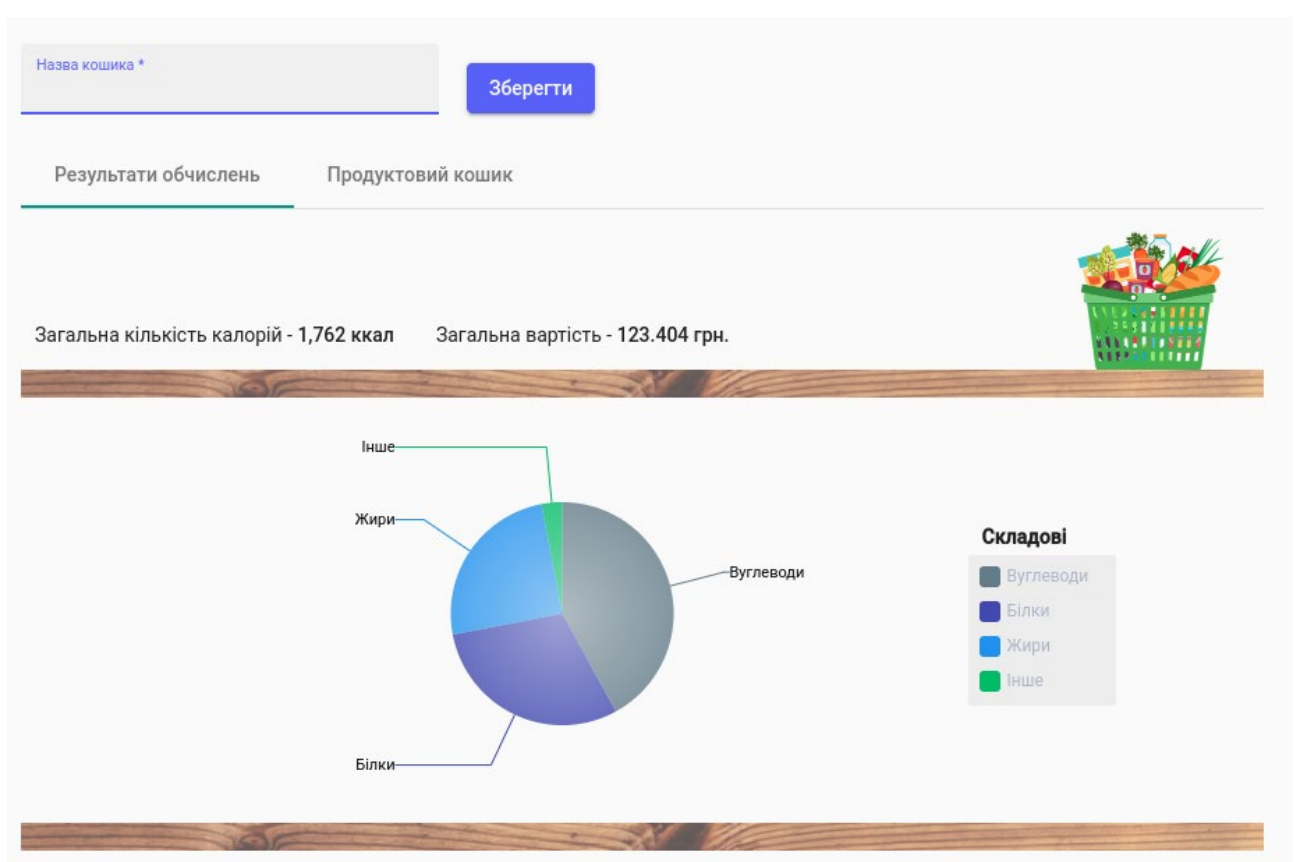 Назва кошика *
Зберегти
Результати обчислень Продуктовий кошик
Загальна кількість калорій - 1,762 ккал Загальна вартість - 123.404 грн.
Інше
Жири
Вуглеводи
Білки
Складові
Вуглеводи
Білки
Жири
Інше